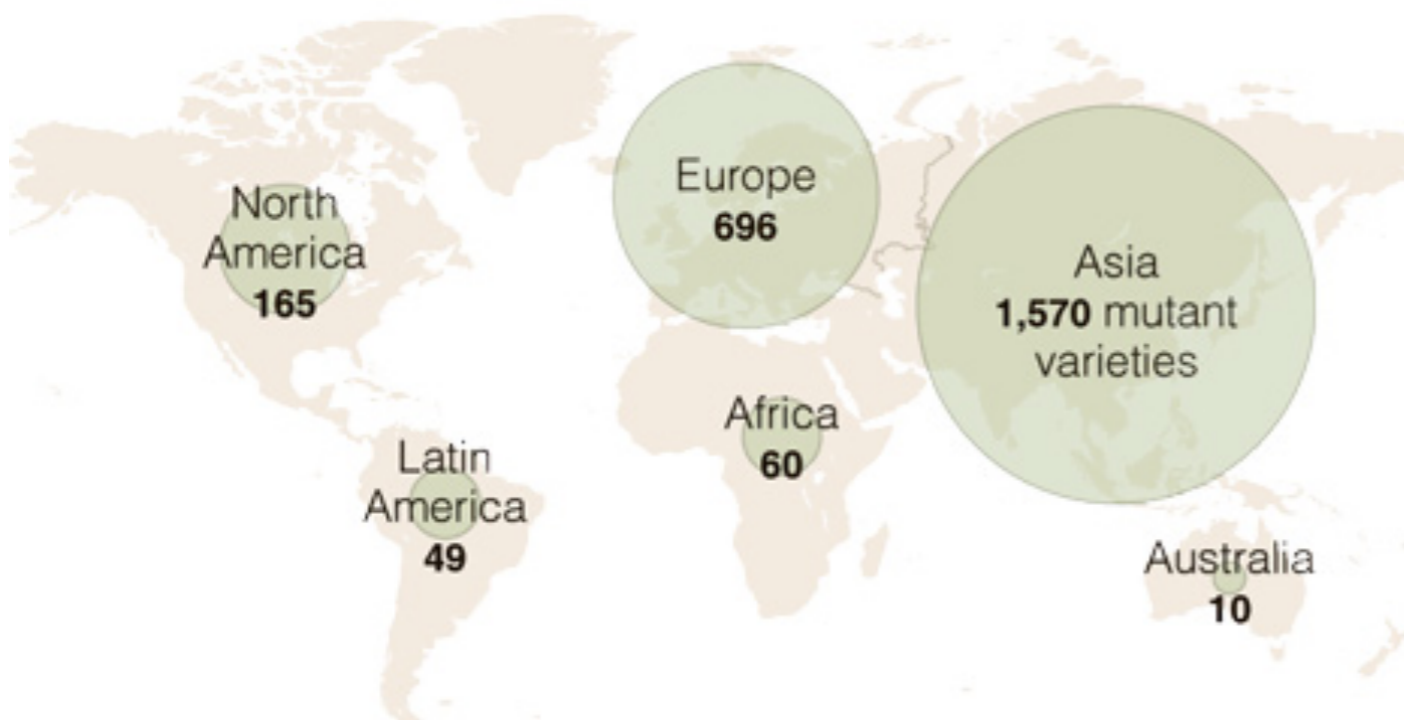 North
America
165
Europe
696
Asia
1,570 mutant
varieties
Africa
60
Latin
America
49
Australia
10